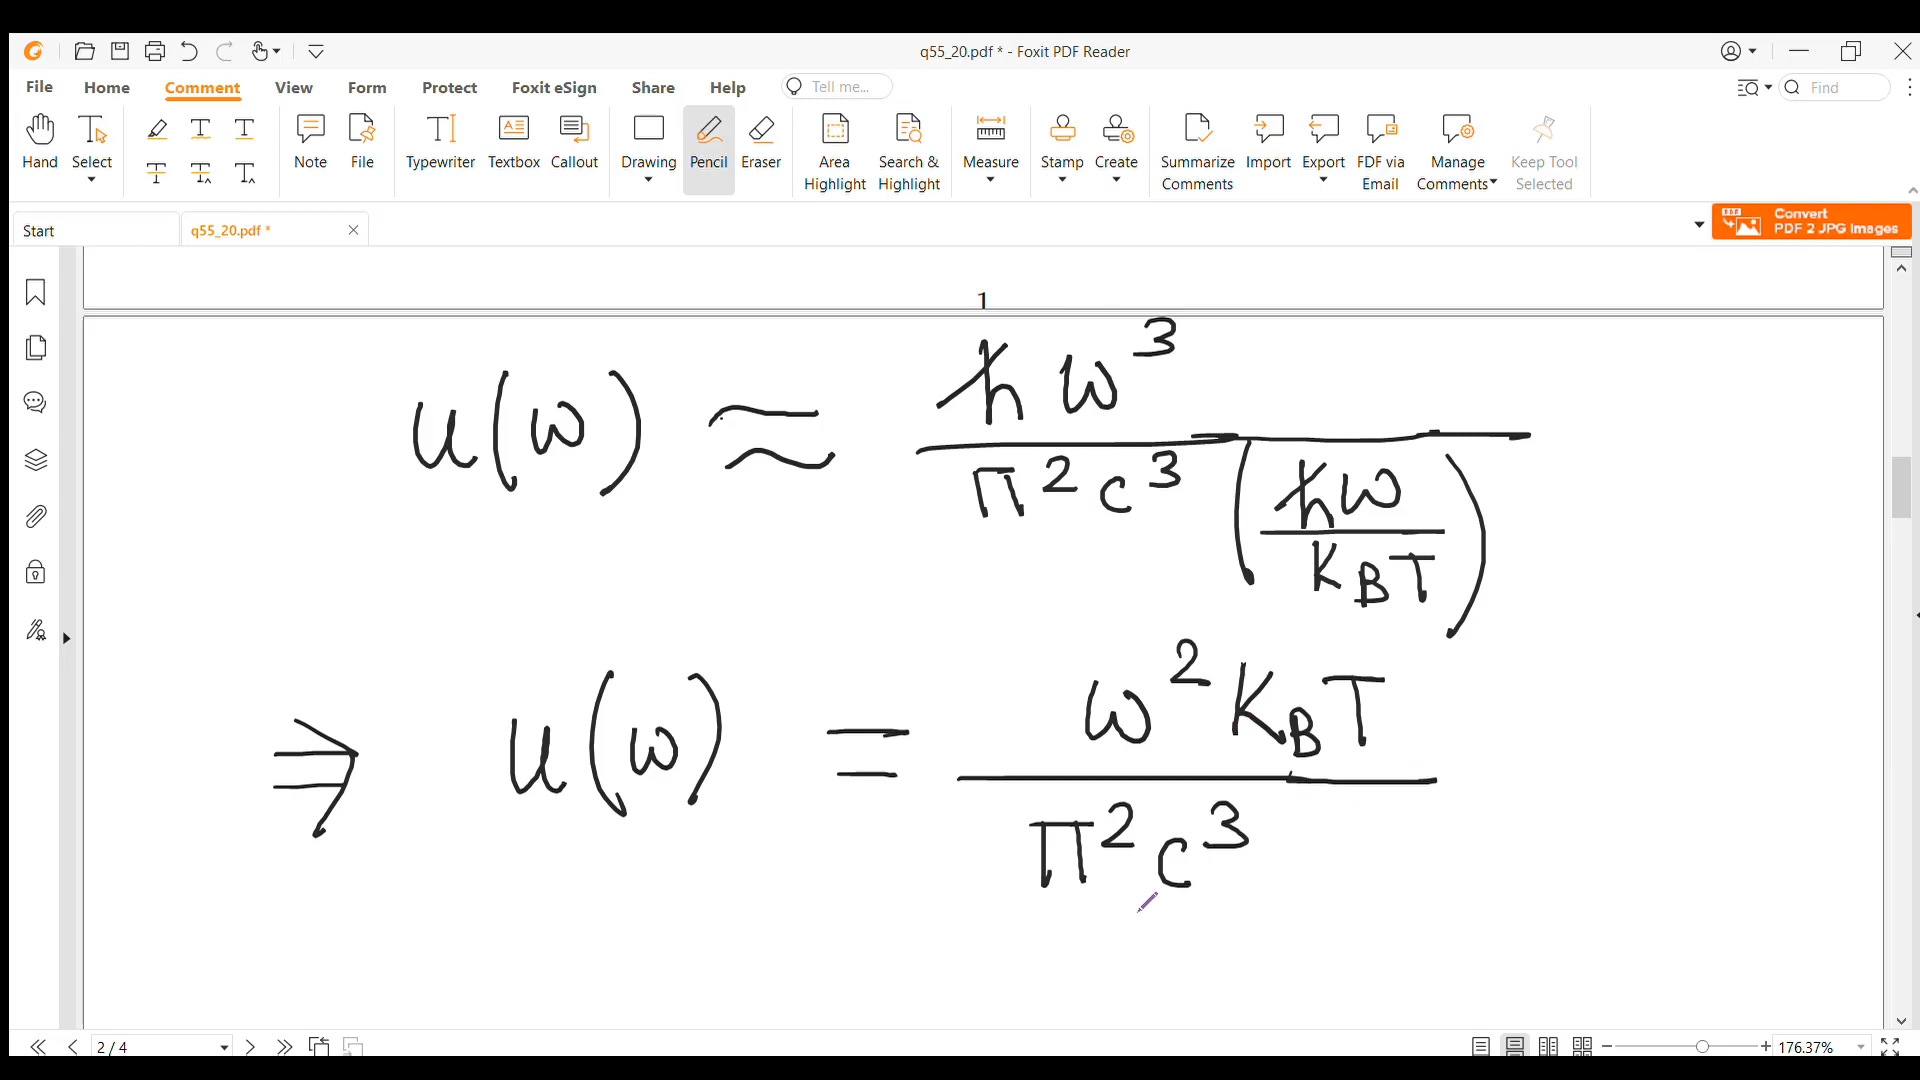 q55_20.pdf * - Foxit PDF Reader
File Home Comment View Form Protect Foxit eSign Share Help Tell me... Find
Hand Select Note File Typewriter Textbox Callout Drawing Pencil Eraser Area Highlight Search & Highlight Measure Stamp Create Summarize Comments Import Export FDF via Email Manage Comments Keep Tool Selected
Start q55_20.pdf * Convert PDF 2 JPG Images
1
u(ω) ≈ ħω³ / π²c³ (ħω / K_B T)
⇒ u(ω) = ω² K_B T / π²c³
2 / 4 176.37%